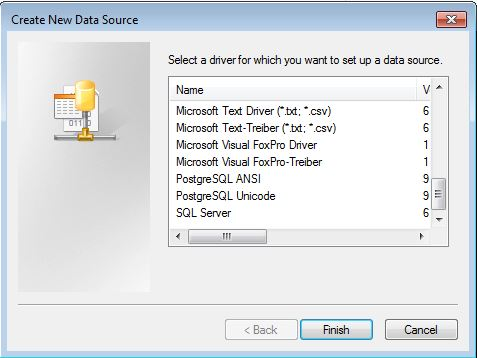 Create New Data Source
Select a driver for which you want to set up a data source.
Name V
Microsoft Text Driver (*.txt; *.csv) 6
Microsoft Text-Treiber (*.txt; *.csv) 6
Microsoft Visual FoxPro Driver 1
Microsoft Visual FoxPro-Treiber 1
PostgreSQL ANSI 9
PostgreSQL Unicode 9
SQL Server 6
< Back Finish Cancel